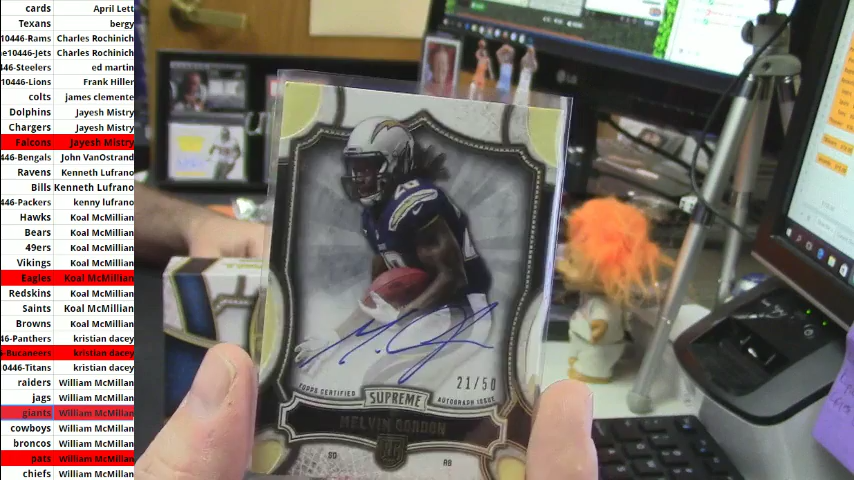 cards April Lett
Texans bergy
10446-Rams Charles Rochinich
e10446-Jets Charles Rochinich
46-Steelers ed martin
10446-Lions Frank Hiller
colts james clemente
Dolphins Jayesh Mistry
Chargers Jayesh Mistry
Falcons Jayesh Mistry
446-Bengals John VanOstrand
Ravens Kenneth Lufrano
Bills Kenneth Lufrano
446-Packers kenny lufrano
Hawks Koal McMillian
Bears Koal McMillian
49ers Koal McMillian
Vikings Koal McMillian
Eagles Koal McMillian
Redskins Koal McMillian
Saints Koal McMillian
Browns Koal McMillian
46-Panthers kristian dacey
6-Bucaneers kristian dacey
0446-Titans kristian dacey
raiders William McMillan
jags William McMillan
giants William McMillan
cowboys William McMillan
broncos William McMillan
pats William McMillan
chiefs William McMillan
LG
28
M. G
21/50
TOPPS CERTIFIED SUPREME AUTOGRAPH ISSUE
MELVIN GORDON
SD RC RB